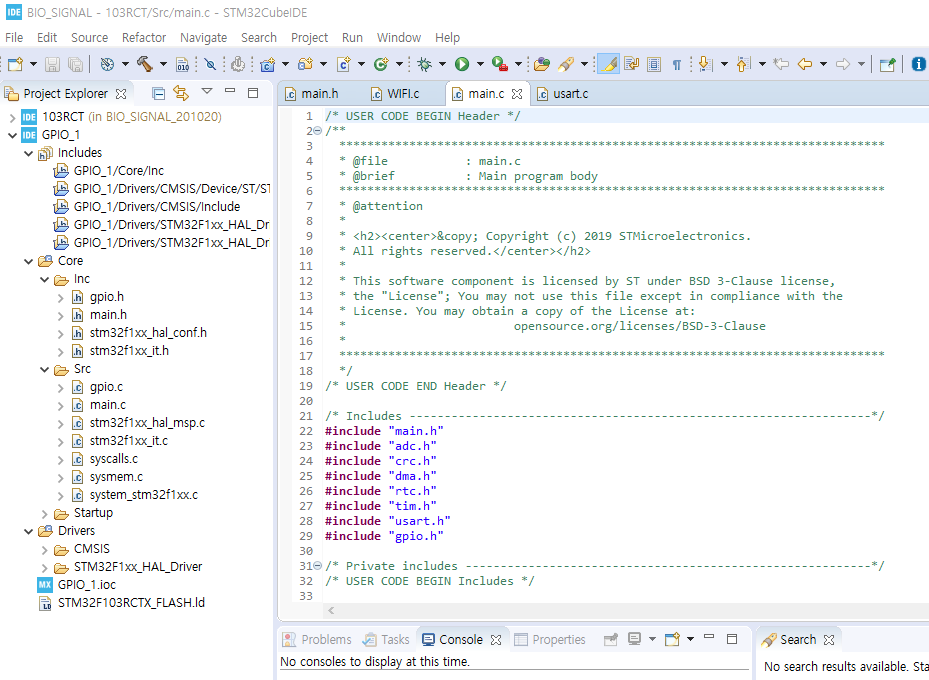 IDE BIO_SIGNAL - 103RCT/Src/main.c - STM32CubeIDE
File Edit Source Refactor Navigate Search Project Run Window Help
Project Explorer
IDE 103RCT (in BIO_SIGNAL_201020)
IDE GPIO_1
Includes
GPIO_1/Core/Inc
GPIO_1/Drivers/CMSIS/Device/ST/ST
GPIO_1/Drivers/CMSIS/Include
GPIO_1/Drivers/STM32F1xx_HAL_Dr
GPIO_1/Drivers/STM32F1xx_HAL_Dr
Core
Inc
gpio.h
main.h
stm32f1xx_hal_conf.h
stm32f1xx_it.h
Src
gpio.c
main.c
stm32f1xx_hal_msp.c
stm32f1xx_it.c
syscalls.c
sysmem.c
system_stm32f1xx.c
Startup
Drivers
CMSIS
STM32F1xx_HAL_Driver
MX GPIO_1.ioc
LD STM32F103RCTX_FLASH.ld
main.h WIFI.c main.c usart.c
1 /* USER CODE BEGIN Header */
2 /**
3 ******************************************************************************
4 * @file : main.c
5 * @brief : Main program body
6 ******************************************************************************
7 * @attention
8 *
9 * <h2><center>&copy; Copyright (c) 2019 STMicroelectronics.
10 * All rights reserved.</center></h2>
11 *
12 * This software component is licensed by ST under BSD 3-Clause license,
13 * the "License"; You may not use this file except in compliance with the
14 * License. You may obtain a copy of the License at:
15 * opensource.org/licenses/BSD-3-Clause
16 *
17 ******************************************************************************
18 */
19 /* USER CODE END Header */
20
21 /* Includes ------------------------------------------------------------------*/
22 #include "main.h"
23 #include "adc.h"
24 #include "crc.h"
25 #include "dma.h"
26 #include "rtc.h"
27 #include "tim.h"
28 #include "usart.h"
29 #include "gpio.h"
30
31 /* Private includes ----------------------------------------------------------*/
32 /* USER CODE BEGIN Includes */
33
Problems Tasks Console Properties
No consoles to display at this time.
Search
No search results available. Sta